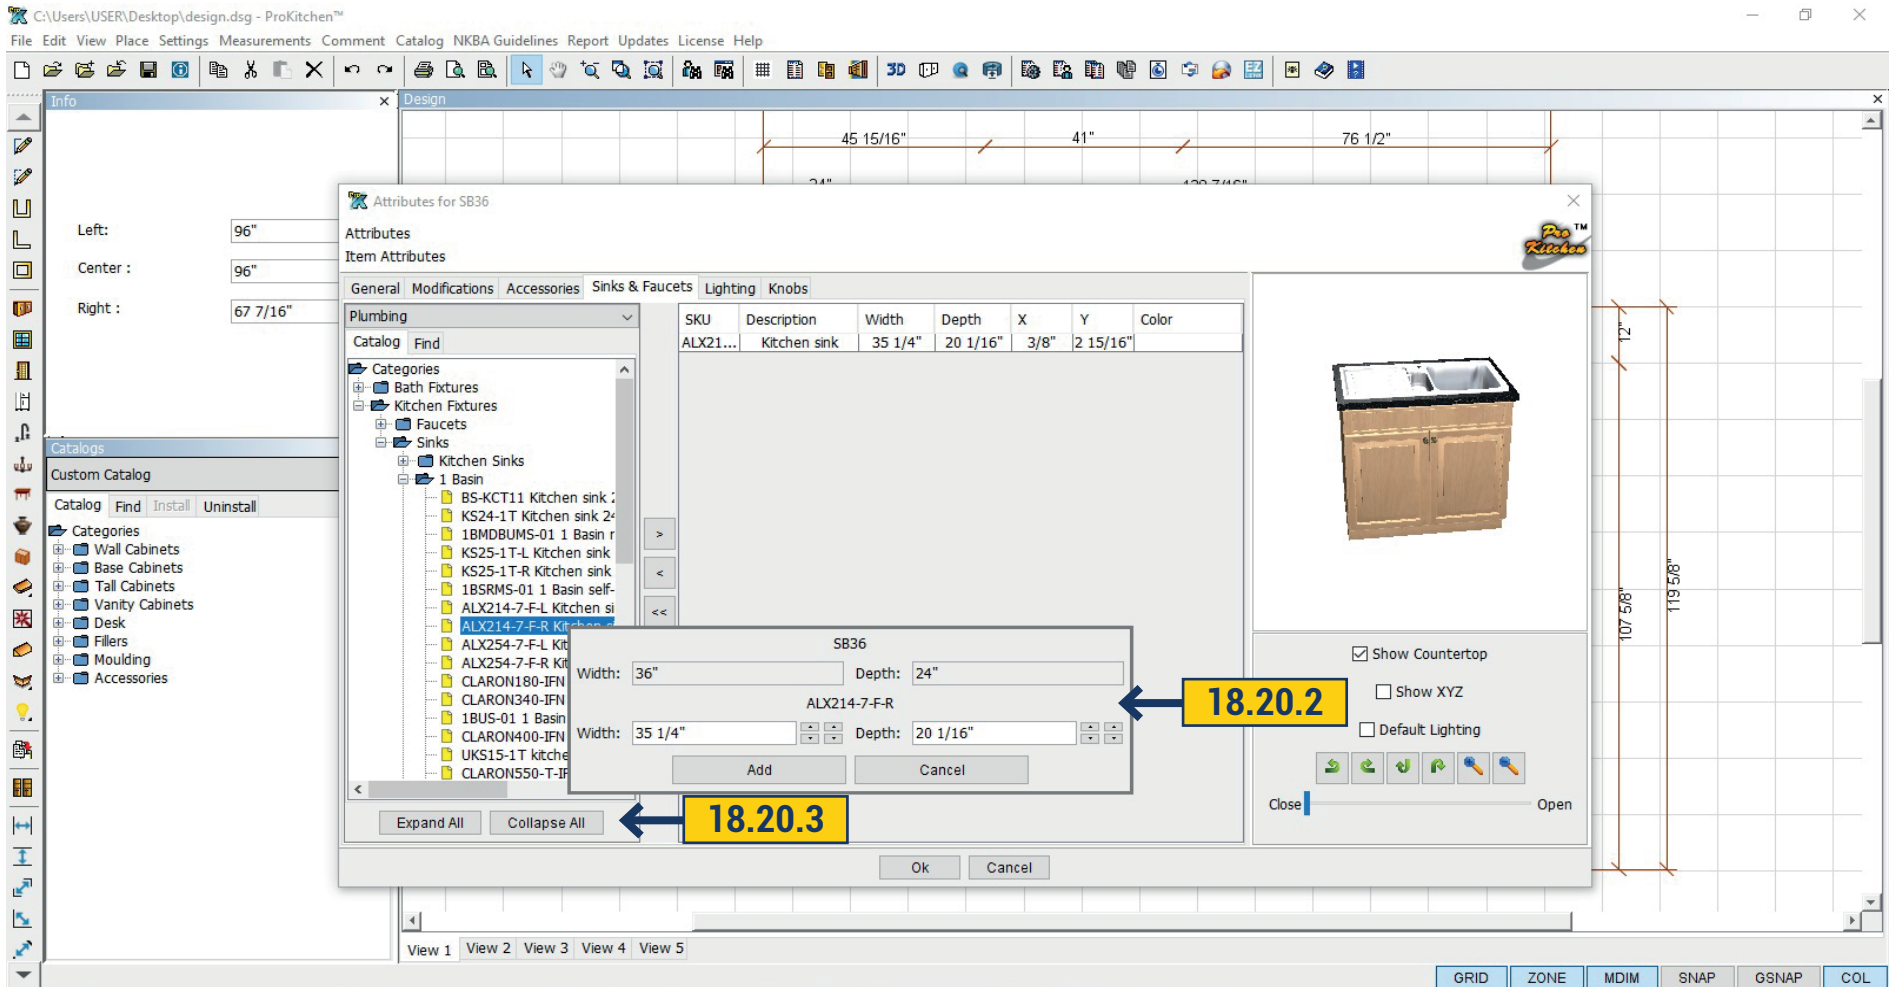 C:\Users\USER\Desktop\design.dsg - ProKitchen™
File Edit View Place Settings Measurements Comment Catalog NKBA Guidelines Report Updates License Help
3D
EZ
Info
Design
45 15/16"
41"
76 1/2"
Left:
96"
Center :
96"
Right :
67 7/16"
Catalogs
Custom Catalog
Catalog Find Install Uninstall
Categories
Wall Cabinets
Base Cabinets
Tall Cabinets
Vanity Cabinets
Desk
Fillers
Moulding
Accessories
Attributes for SB36
Attributes
Item Attributes
Pro Kitchen ™
General Modifications Accessories Sinks & Faucets Lighting Knobs
Plumbing
Catalog Find
Categories
Bath Fixtures
Kitchen Fixtures
Faucets
Sinks
Kitchen Sinks
1 Basin
BS-KCT11 Kitchen sink
KS24-1T Kitchen sink
1BMDBUMS-01 1 Basin
KS25-1T-L Kitchen sink
KS25-1T-R Kitchen sink
1BSRMS-01 1 Basin self-
ALX214-7-F-L Kitchen
ALX214-7-F-R
ALX254-7-F-L
ALX254-7-F-R
CLARON180-IFN
CLARON340-IFN
1BUS-01 1 Basin
CLARON400-IFN
UKS15-1T
CLARON550-T-IF
Expand All Collapse All
> < <<
SKU Description Width Depth X Y Color
ALX21... Kitchen sink 35 1/4" 20 1/16" 3/8" 2 15/16"
SB36
Width: 36" Depth: 24"
ALX214-7-F-R
Width: 35 1/4" Depth: 20 1/16"
Add Cancel
18.20.2
18.20.3
Show Countertop
Show XYZ
Default Lighting
Close Open
Ok Cancel
12"
107 5/8"
119 5/8"
View 1 View 2 View 3 View 4 View 5
GRID ZONE MDIM SNAP GSNAP COL